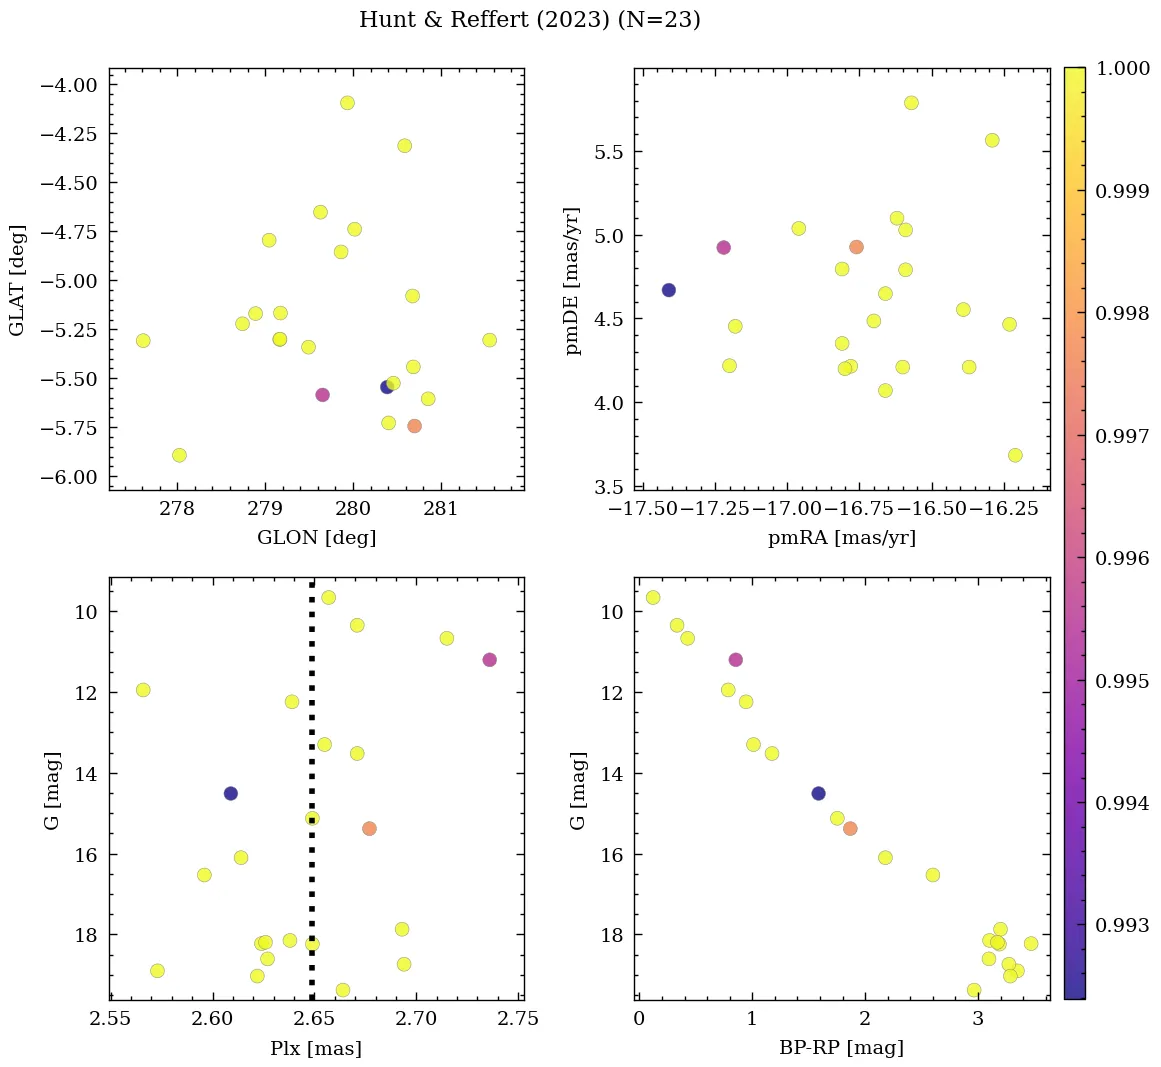 Hunt & Reffert (2023) (N=23)
−4.00
−4.25
−4.50
−4.75
−5.00
−5.25
−5.50
−5.75
−6.00
GLAT [deg]
278 279 280 281
GLON [deg]
5.5
5.0
4.5
4.0
3.5
pmDE [mas/yr]
−17.50 −17.25 −17.00 −16.75 −16.50 −16.25
pmRA [mas/yr]
10
12
14
16
18
G [mag]
2.55 2.60 2.65 2.70 2.75
Plx [mas]
10
12
14
16
18
G [mag]
0 1 2 3
BP-RP [mag]
1.000
0.999
0.998
0.997
0.996
0.995
0.994
0.993